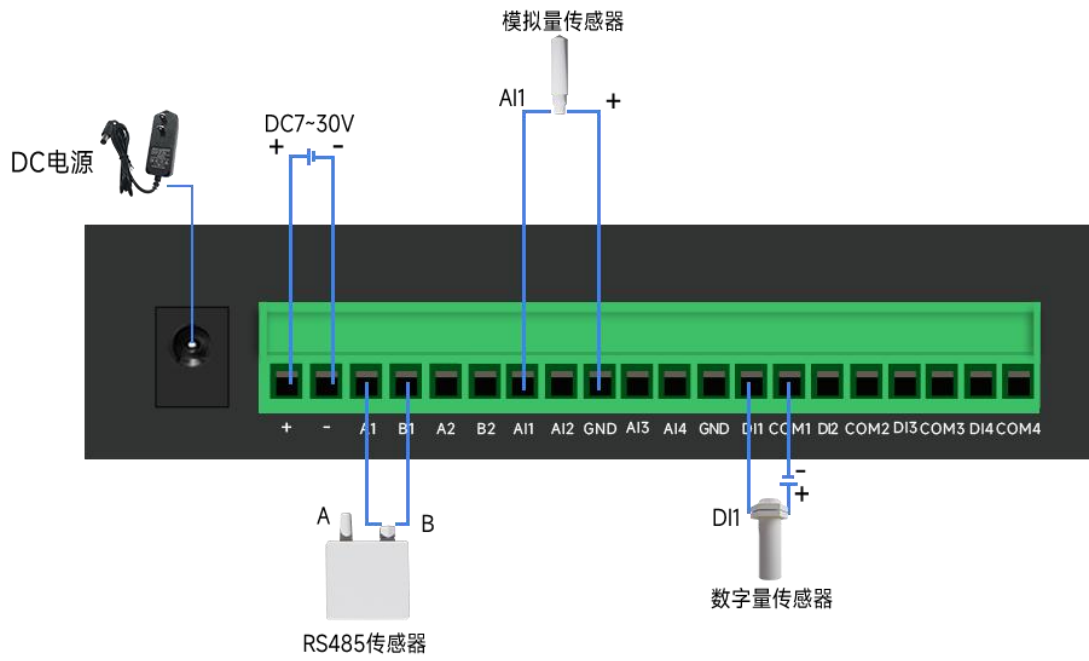 模拟量传感器
AI1 +
DC7~30V
+ -
DC电源
+ - A1 B1 A2 B2 AI1 AI2 GND AI3 AI4 GND DI1 COM1 DI2 COM2 DI3 COM3 DI4 COM4
-
+
A B
DI1
数字量传感器
RS485传感器